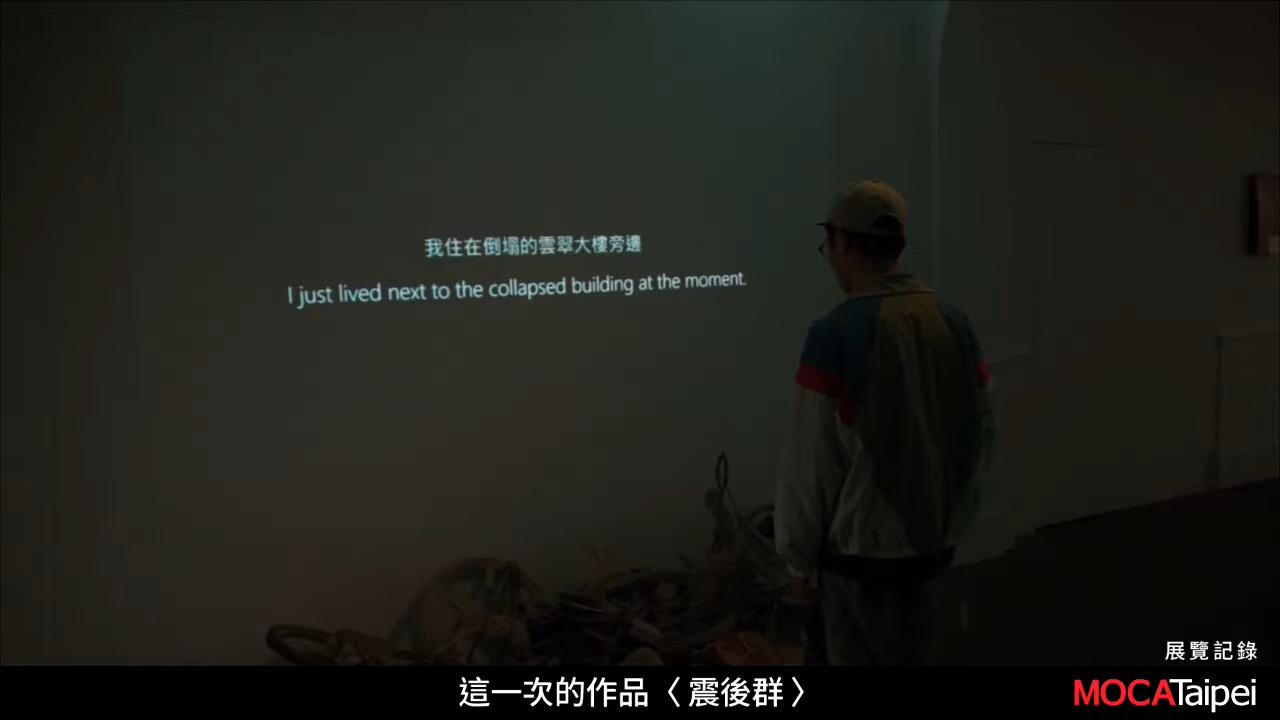 我住在倒塌的雲翠大樓旁邊
I just lived next to the collapsed building at the moment.
展覽記錄
這一次的作品〈震後群〉
MOCATaipei